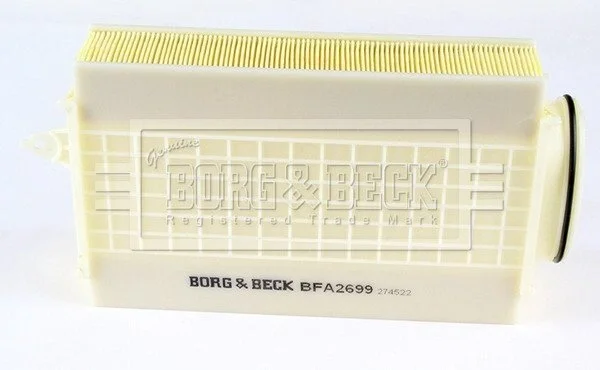 Genuine
BORG & BECK
Registered Trade Mark
BORG & BECK BFA2699 274522